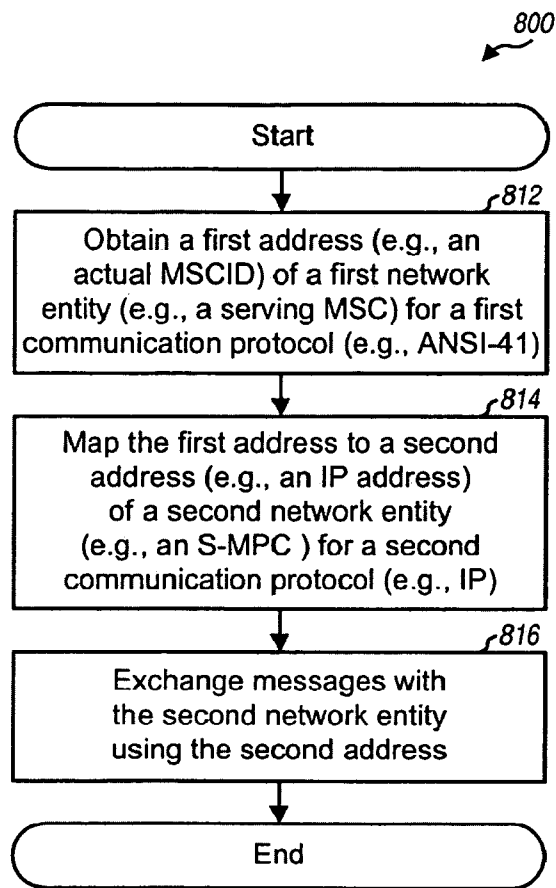 800
Start
812
Obtain a first address (e.g., an
actual MSCID) of a first network
entity (e.g., a serving MSC) for a first
communication protocol (e.g., ANSI-41)
814
Map the first address to a second
address (e.g., an IP address)
of a second network entity
(e.g., an S-MPC ) for a second
communication protocol (e.g., IP)
816
Exchange messages with
the second network entity
using the second address
End